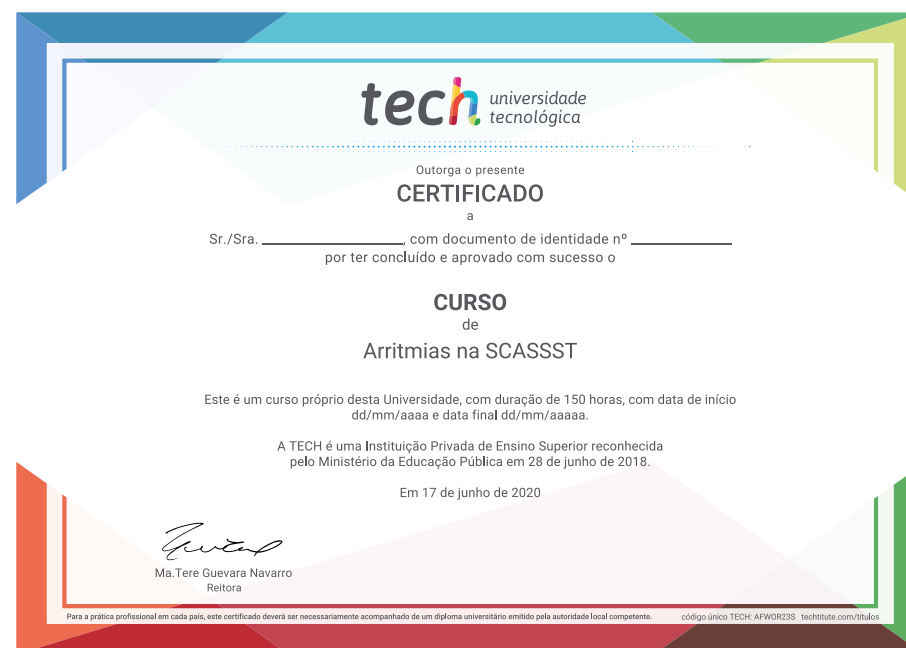 tech universidade
tecnológica
Outorga o presente
CERTIFICADO
a
Sr./Sra. ____________, com documento de identidade nº ____________
por ter concluído e aprovado com sucesso o
CURSO
de
Arritmias na SCASSST
Este é um curso próprio desta Universidade, com duração de 150 horas, com data de início
dd/mm/aaaa e data final dd/mm/aaaaa.
A TECH é uma Instituição Privada de Ensino Superior reconhecida
pelo Ministério da Educação Pública em 28 de junho de 2018.
Em 17 de junho de 2020
Ma.Tere Guevara Navarro
Reitora
Para a prática profissional em cada país, este certificado deverá ser necessariamente acompanhado de um diploma universitário emitido pela autoridade local competente.
código único TECH: AFWOR23S techtitute.com/titulos